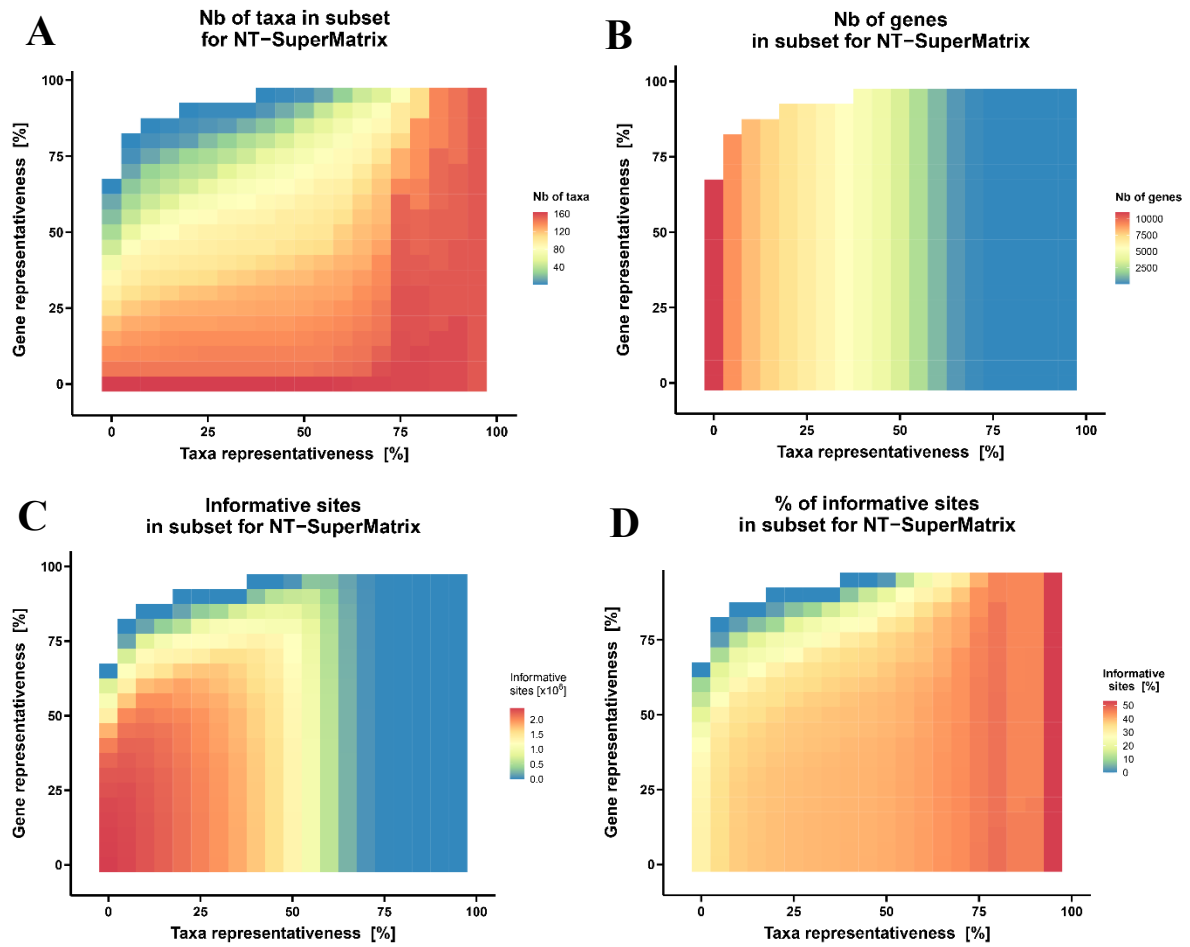 A
Nb of taxa in subset
for NT−SuperMatrix
100
75
50
25
0
Gene representativeness [%]
0
25
50
75
100
Taxa representativeness [%]
Nb of taxa
160
120
80
40
B
Nb of genes
in subset for NT−SuperMatrix
100
75
50
25
0
Gene representativeness [%]
0
25
50
75
100
Taxa representativeness [%]
Nb of genes
10000
7500
5000
2500
C
Informative sites
in subset for NT−SuperMatrix
100
75
50
25
0
Gene representativeness [%]
0
25
50
75
100
Taxa representativeness [%]
Informative
sites [x10⁶]
2.0
1.5
1.0
0.5
0.0
D
% of informative sites
in subset for NT−SuperMatrix
75
50
25
0
Gene representativeness [%]
0
25
50
75
100
Taxa representativeness [%]
Informative
sites [%]
50
40
30
20
10
0